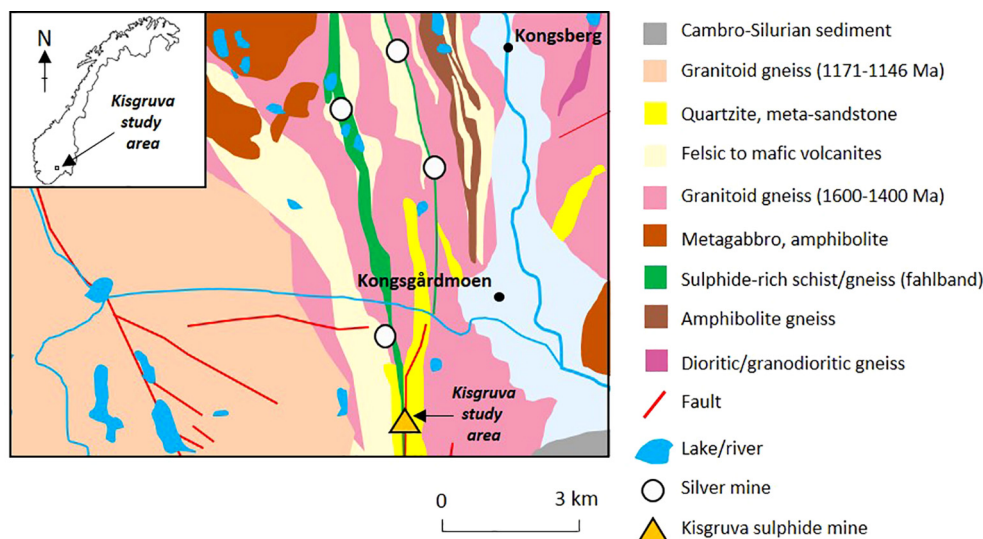 N
Kisgruva
study
area
Kongsberg
Kongsgårdmoen
Kisgruva
study
area
Cambro-Silurian sediment
Granitoid gneiss (1171-1146 Ma)
Quartzite, meta-sandstone
Felsic to mafic volcanites
Granitoid gneiss (1600-1400 Ma)
Metagabbro, amphibolite
Sulphide-rich schist/gneiss (fahlband)
Amphibolite gneiss
Dioritic/granodioritic gneiss
Fault
Lake/river
Silver mine
Kisgruva sulphide mine
0 3 km